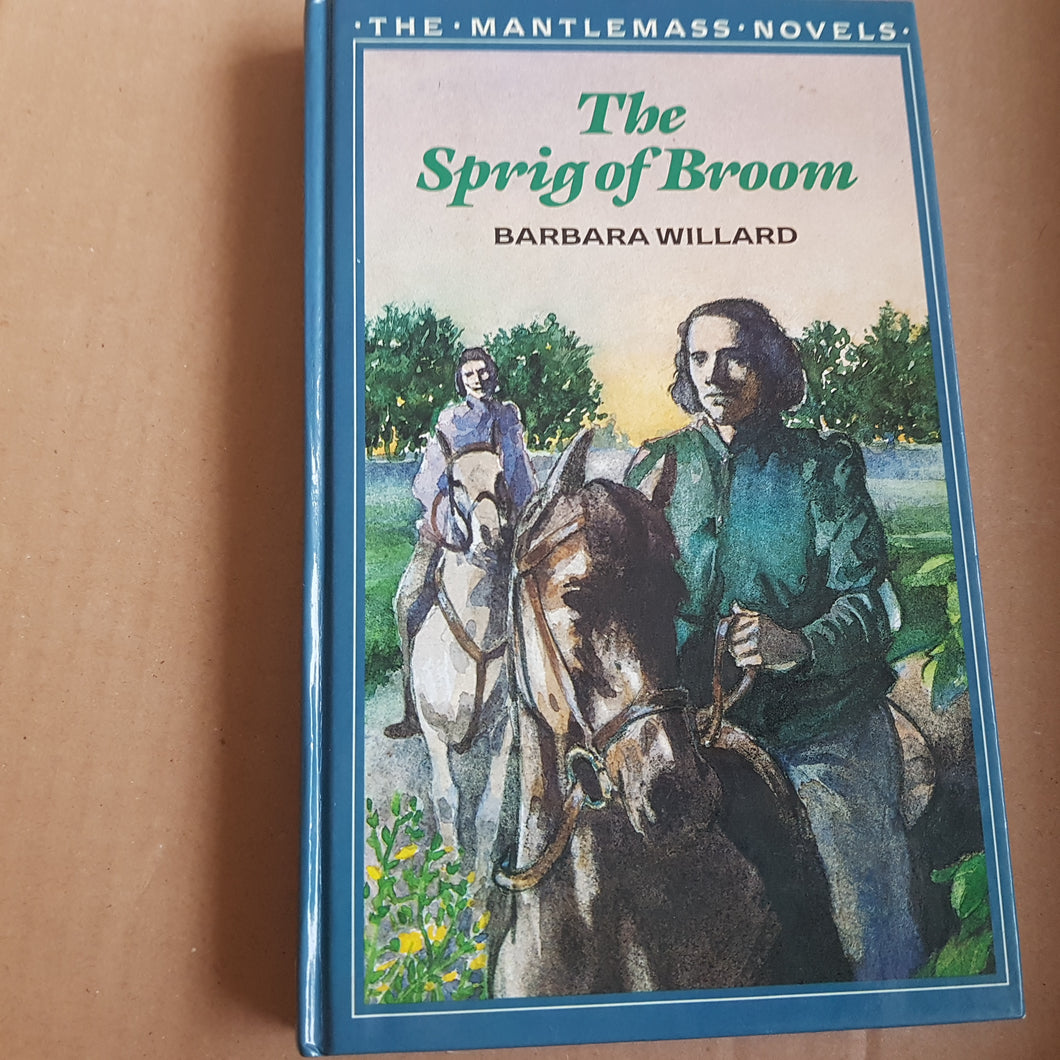 ·THE·MANTLEMASS·NOVELS·
The
Sprig of Broom
BARBARA WILLARD